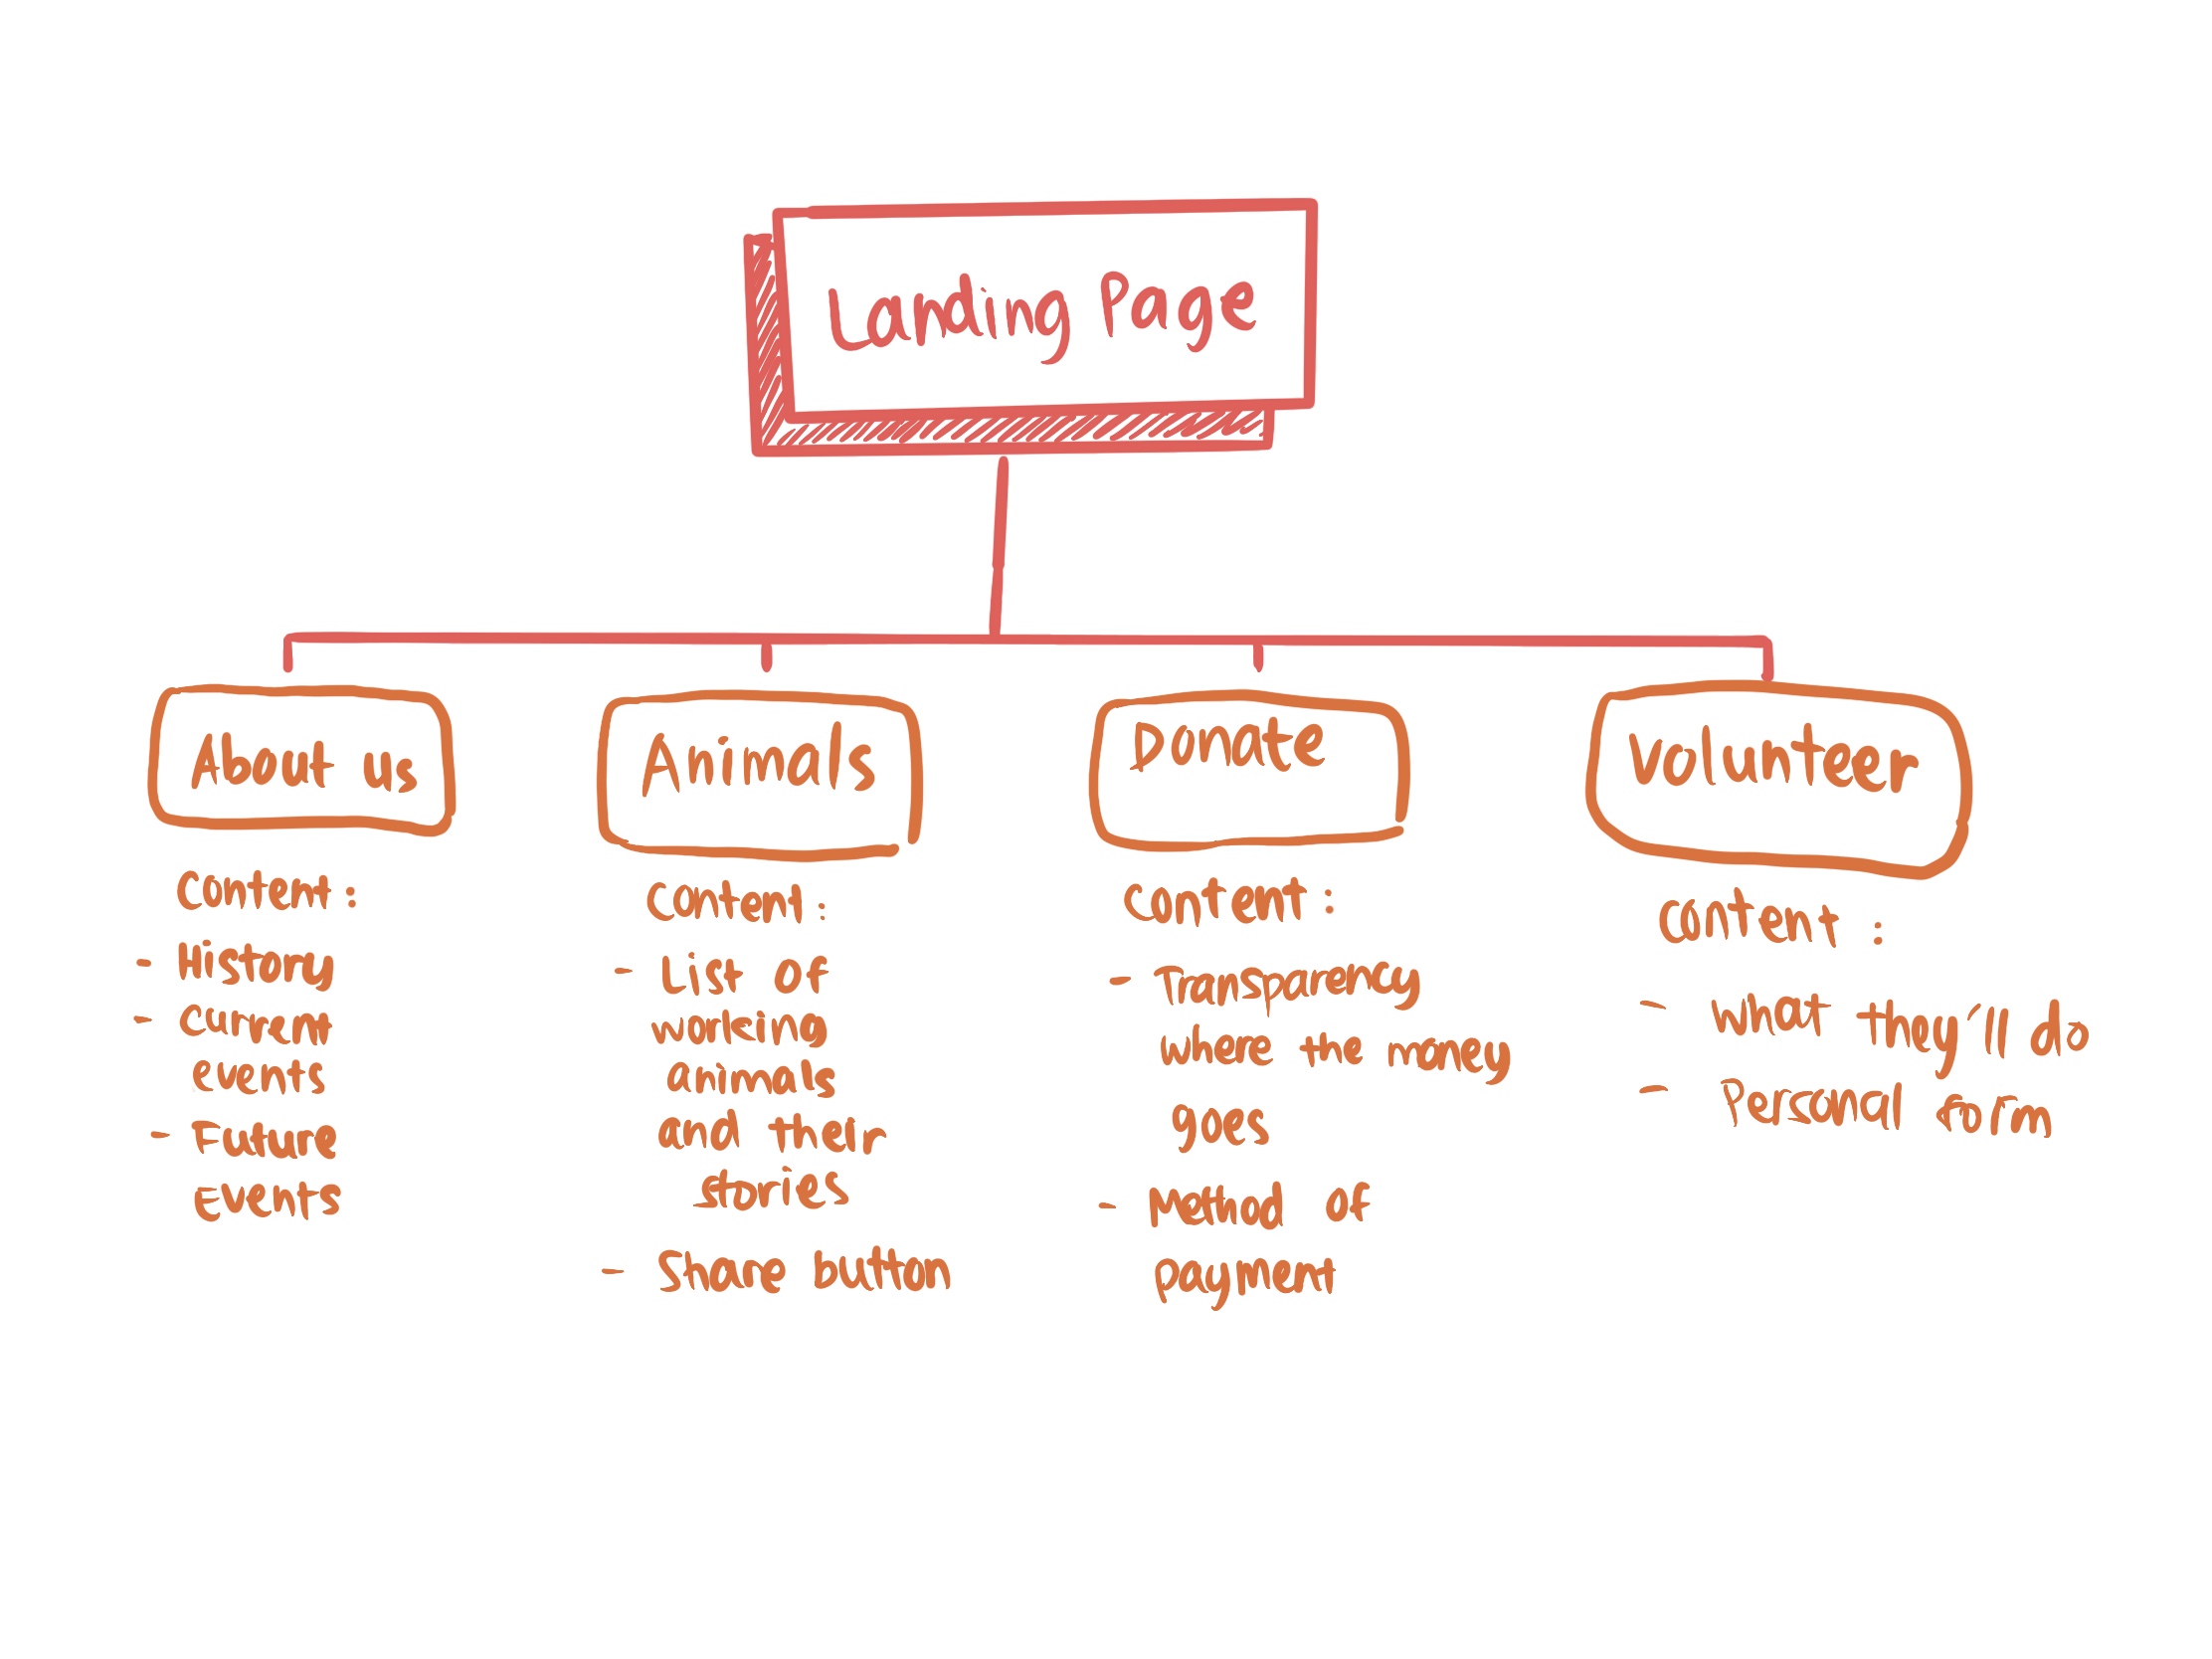 Landing Page
About us
Content:
- History
- Current
events
- Future
Events
Animals
Content:
- List of
working
animals
and their
stories
- Share button
Donate
Content:
- Transparency
where the money
goes
- Method of
payment
Volunteer
Content:
- What they'll do
- Personal form